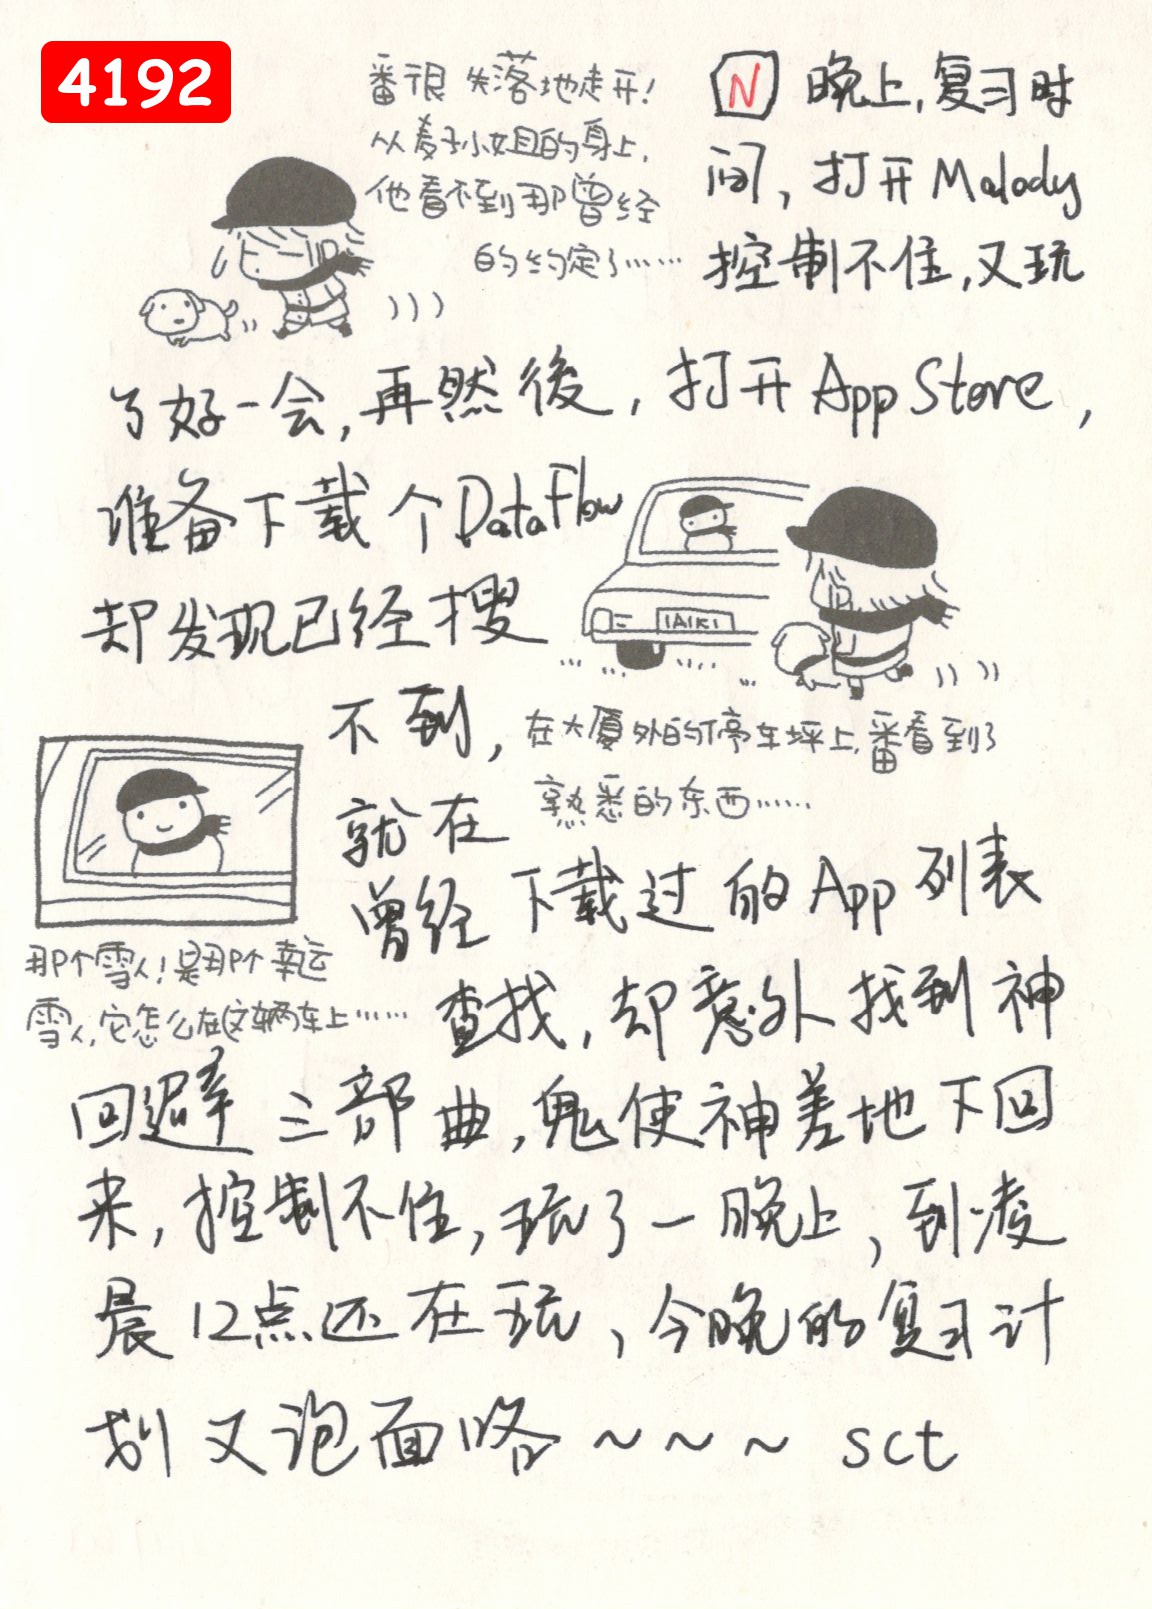 4192
番很失落地走开!
从麦孙小姐的身上,
他看不到那曾经
的约定了……
N 晚上,复习时
间,打开Malody
控制不住,又玩
了好一会,再然後,打开App Store,
准备下载个DataFlow
却发现已经搜
IAIKI
不到,
在大厦外的停车坪上,番看到了
熟悉的东西……
就在
曾经下载过的App列表
那个雪人!是那个幸运
雪人,它怎么在这辆车上……
查找,却意外找到神
回避三部曲,鬼使神差地下回
来,控制不住,玩了一晚上,到凌
晨12点还在玩,今晚的复习计
划又泡面咯~~~ sct